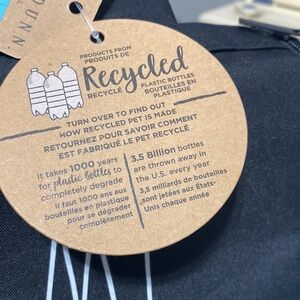 DUNN
PRODUCTS FROM
PRODUITS DE
Recycled
RECYCLÉ
PLASTIC BOTTLES
BOUTEILLES EN
PLASTIQUE
TURN OVER TO FIND OUT
HOW RECYCLED PET IS MADE
RETOURNEZ POUR SAVOIR COMMENT
EST FABRIQUÉ LE PET RECYCLÉ
It takes 1000 years
for plastic bottles to
completely degrade
Il faut 1000 ans aux
bouteilles en plastique
pour se dégrader
complètement
3.5 Billion bottles
are thrown away in
the U.S. every year
3,5 milliards de bouteilles
sont jetées aux États-
Unis chaque année